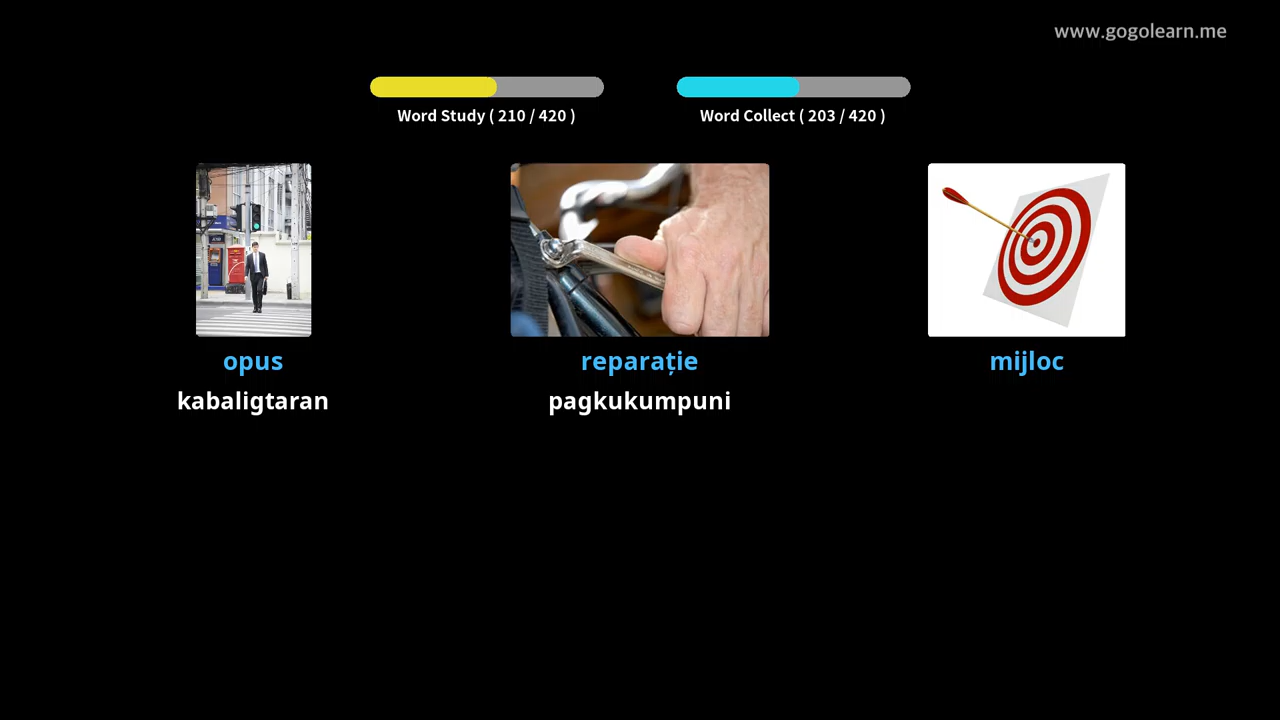 www.gogolearn.me
Word Study ( 210 / 420 )
Word Collect ( 203 / 420 )
opus
reparație
mijloc
kabaligtaran
pagkukumpuni